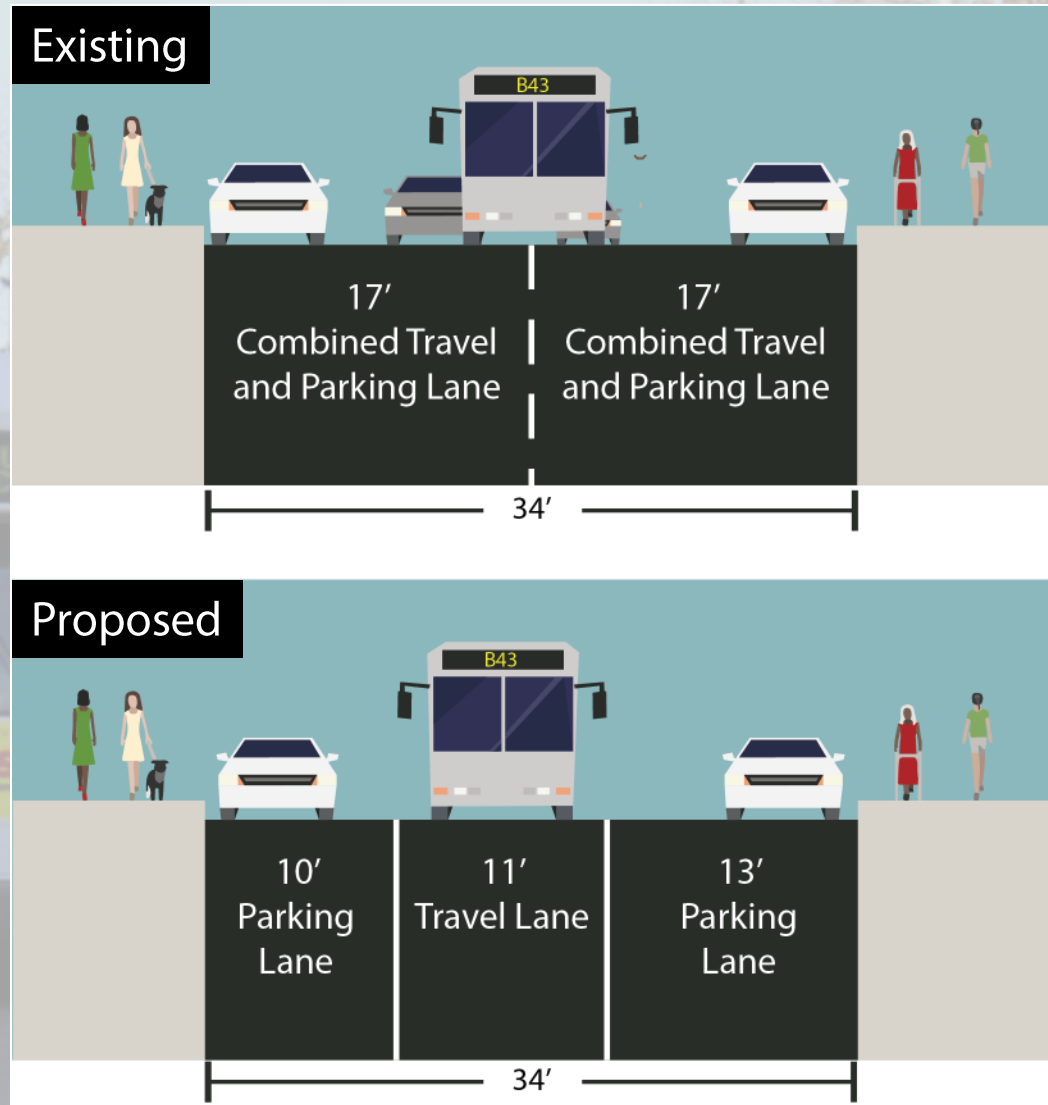 Existing
B43
17’
Combined Travel
and Parking Lane
17’
Combined Travel
and Parking Lane
34’
Proposed
B43
10’
Parking
Lane
11’
Travel Lane
13’
Parking
Lane
34’